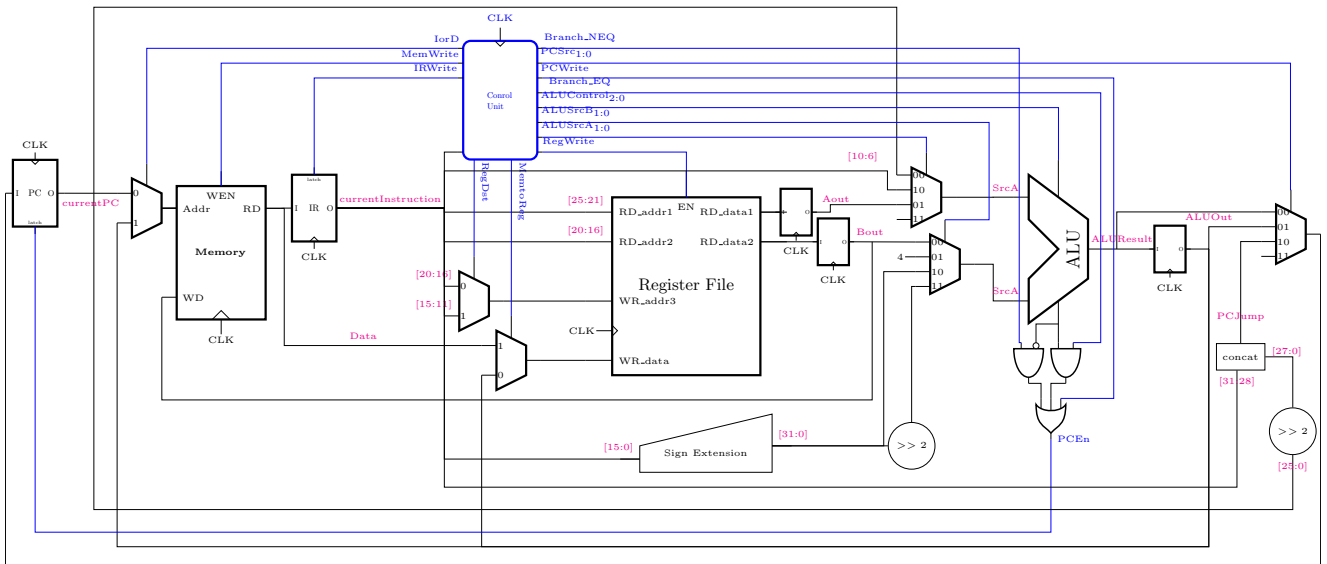 CLK
IorD
MemWrite
IRWrite
Branch_NEQ
PCSrc1:0
PCWrite
Branch_EQ
ALUControl2:0
ALUSrcB1:0
ALUSrcA1:0
RegWrite
Conrol
Unit
RegDst
MemtoReg
CLK
I PC O
latch
currentPC
0
1
WEN
Addr
RD
Memory
WD
CLK
latch
I IR O
CLK
currentInstruction
[25:21]
[20:16]
[20:16]
[15:11]
0
1
Data
1
0
EN
RD_addr1
RD_data1
RD_addr2
RD_data2
Register File
WR_addr3
CLK
WR_data
I O
CLK
Aout
I O
CLK
Bout
[10:6]
00
10
01
11
SrcA
4
00
01
10
11
SrcA
ALU
ALUResult
I O
CLK
ALUOut
00
01
10
11
PCJump
concat
[27:0]
[31:28]
>> 2
[25:0]
[15:0]
Sign Extension
[31:0]
>> 2
PCEn